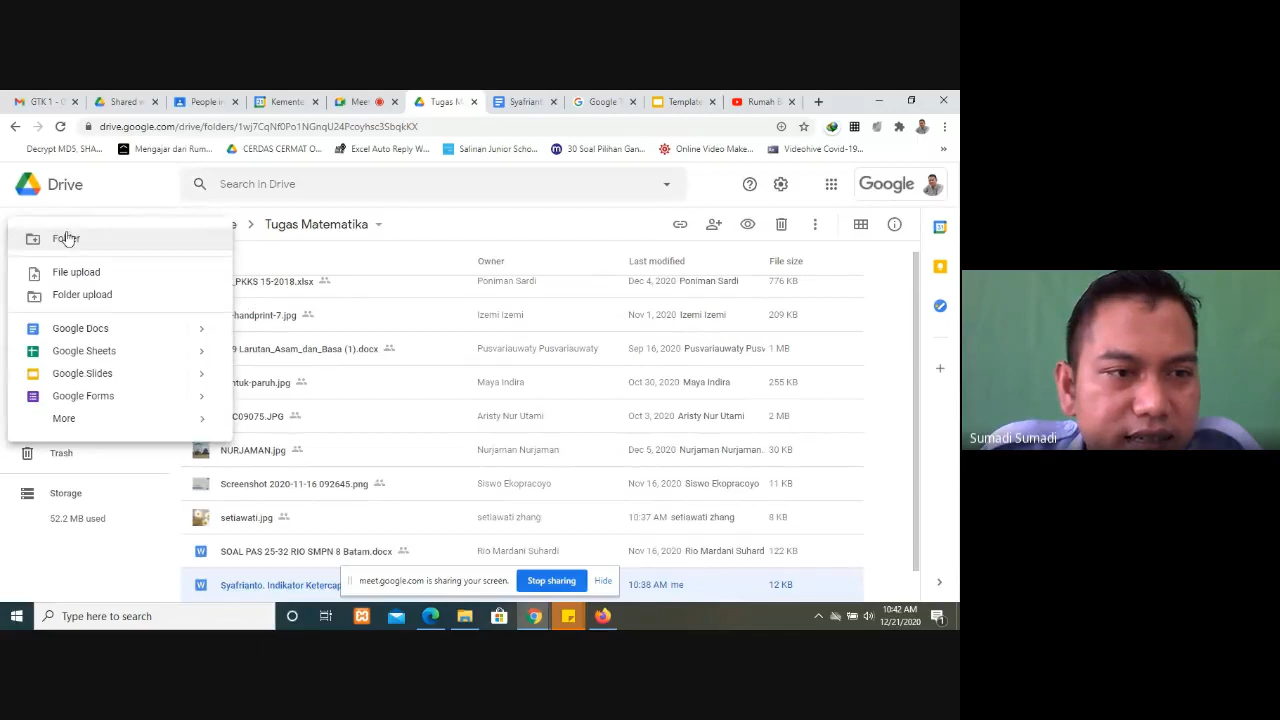 GTK 1 - G
Shared w
People in
Kemente
Meet
Tugas M
Syafriant
Google T
Template
Rumah B
drive.google.com/drive/folders/1wj7CqNf0Po1NGnqU24Pcoyhsc3SbqkKX
Decrypt MD5, SHA...
Mengajar dari Rum...
CERDAS CERMAT O...
Excel Auto Reply W...
Salinan Junior Scho...
30 Soal Pilihan Gan...
Online Video Make...
Videohive Covid-19...
Drive
Search in Drive
Google
Tugas Matematika
Folder
File upload
Folder upload
Google Docs
Google Sheets
Google Slides
Google Forms
More
Trash
Storage
52.2 MB used
Owner Last modified File size
_PKKS 15-2018.xlsx Poniman Sardi Dec 4, 2020 Poniman Sardi 776 KB
-handprint-7.jpg Izemi Izemi Nov 1, 2020 Izemi Izemi 209 KB
9 Larutan_Asam_dan_Basa (1).docx Pusvariauwaty Pusvariauwaty Sep 16, 2020 Pusvariauwaty Pusv 1 MB
ntuk-paruh.jpg Maya Indira Oct 30, 2020 Maya Indira 255 KB
C09075.JPG Aristy Nur Utami Oct 3, 2020 Aristy Nur Utami 2 MB
NURJAMAN.jpg Nurjaman Nurjaman Dec 5, 2020 Nurjaman Nurjaman... 30 KB
Screenshot 2020-11-16 092645.png Siswo Ekopracoyo Nov 16, 2020 Siswo Ekopracoyo 11 KB
setiawati.jpg setiawati zhang 10:37 AM setiawati zhang 8 KB
SOAL PAS 25-32 RIO SMPN 8 Batam.docx Rio Mardani Suhardi Nov 16, 2020 Rio Mardani Suhard 122 KB
Syafrianto. Indikator Ketercap 10:38 AM me 12 KB
meet.google.com is sharing your screen. Stop sharing Hide
Type here to search
10:42 AM
12/21/2020
Sumadi Sumadi